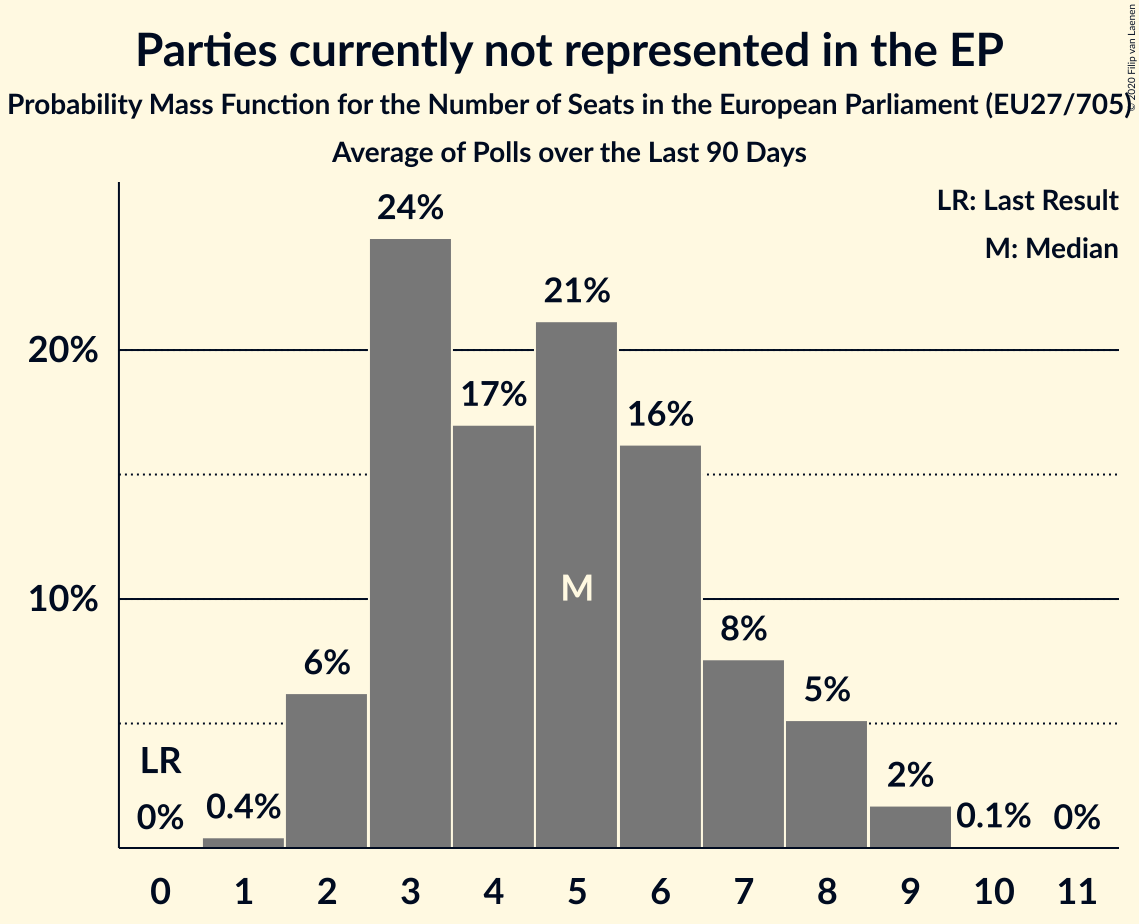 Parties currently not represented in the EP
Probability Mass Function for the Number of Seats in the European Parliament (EU27/705)
Average of Polls over the Last 90 Days
© 2020 Filip van Laenen
LR: Last Result
M: Median
24%
21%
20%
17%
16%
M
10%
8%
6%
5%
LR
2%
0%
0.4%
0.1%
0%
0 1 2 3 4 5 6 7 8 9 10 11